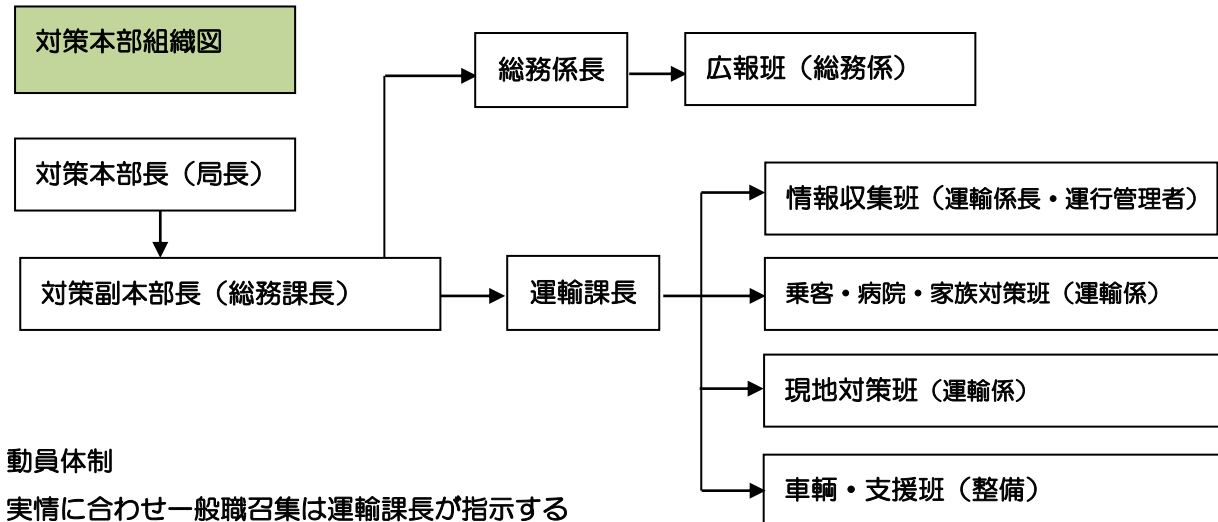 対策本部組織図
総務係長
広報班（総務係）
対策本部長（局長）
情報収集班（運輸係長・運行管理者）
対策副本部長（総務課長）
運輸課長
乗客・病院・家族対策班（運輸係）
現地対策班（運輸係）
車輌・支援班（整備）
動員体制
実情に合わせ一般職召集は運輸課長が指示する